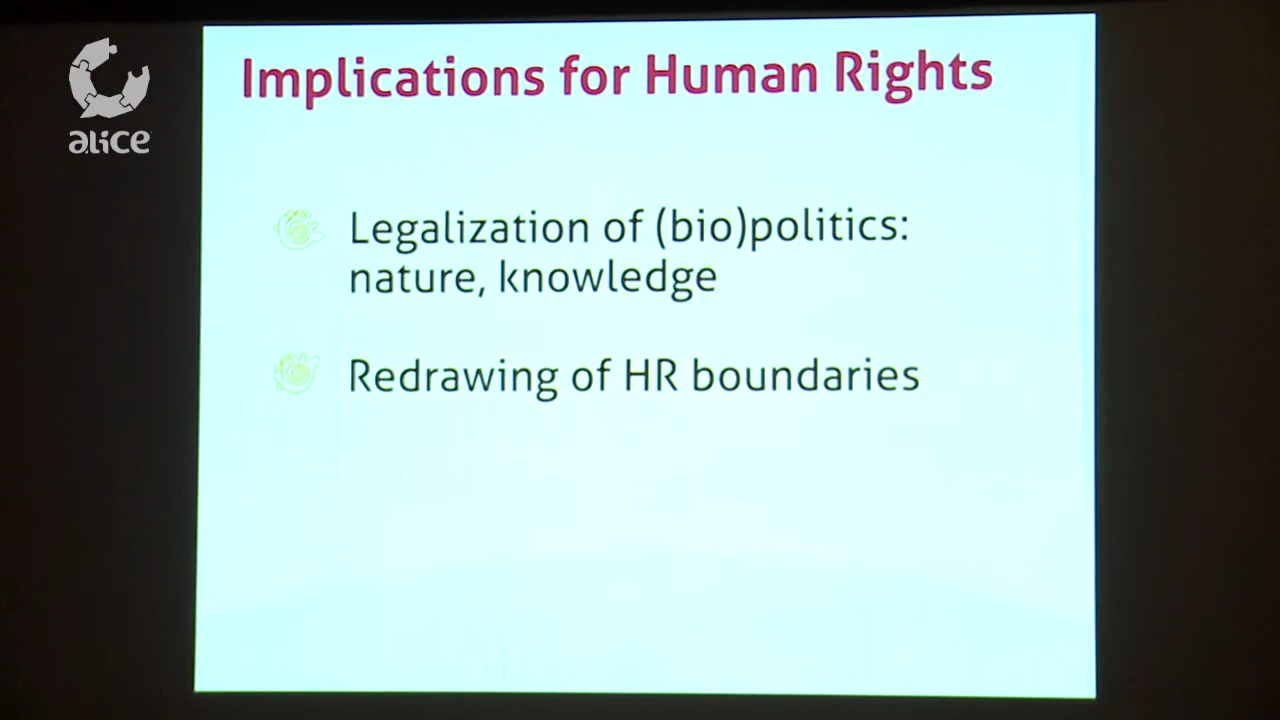 alice
Implications for Human Rights
Legalization of (bio)politics:
nature, knowledge
Redrawing of HR boundaries